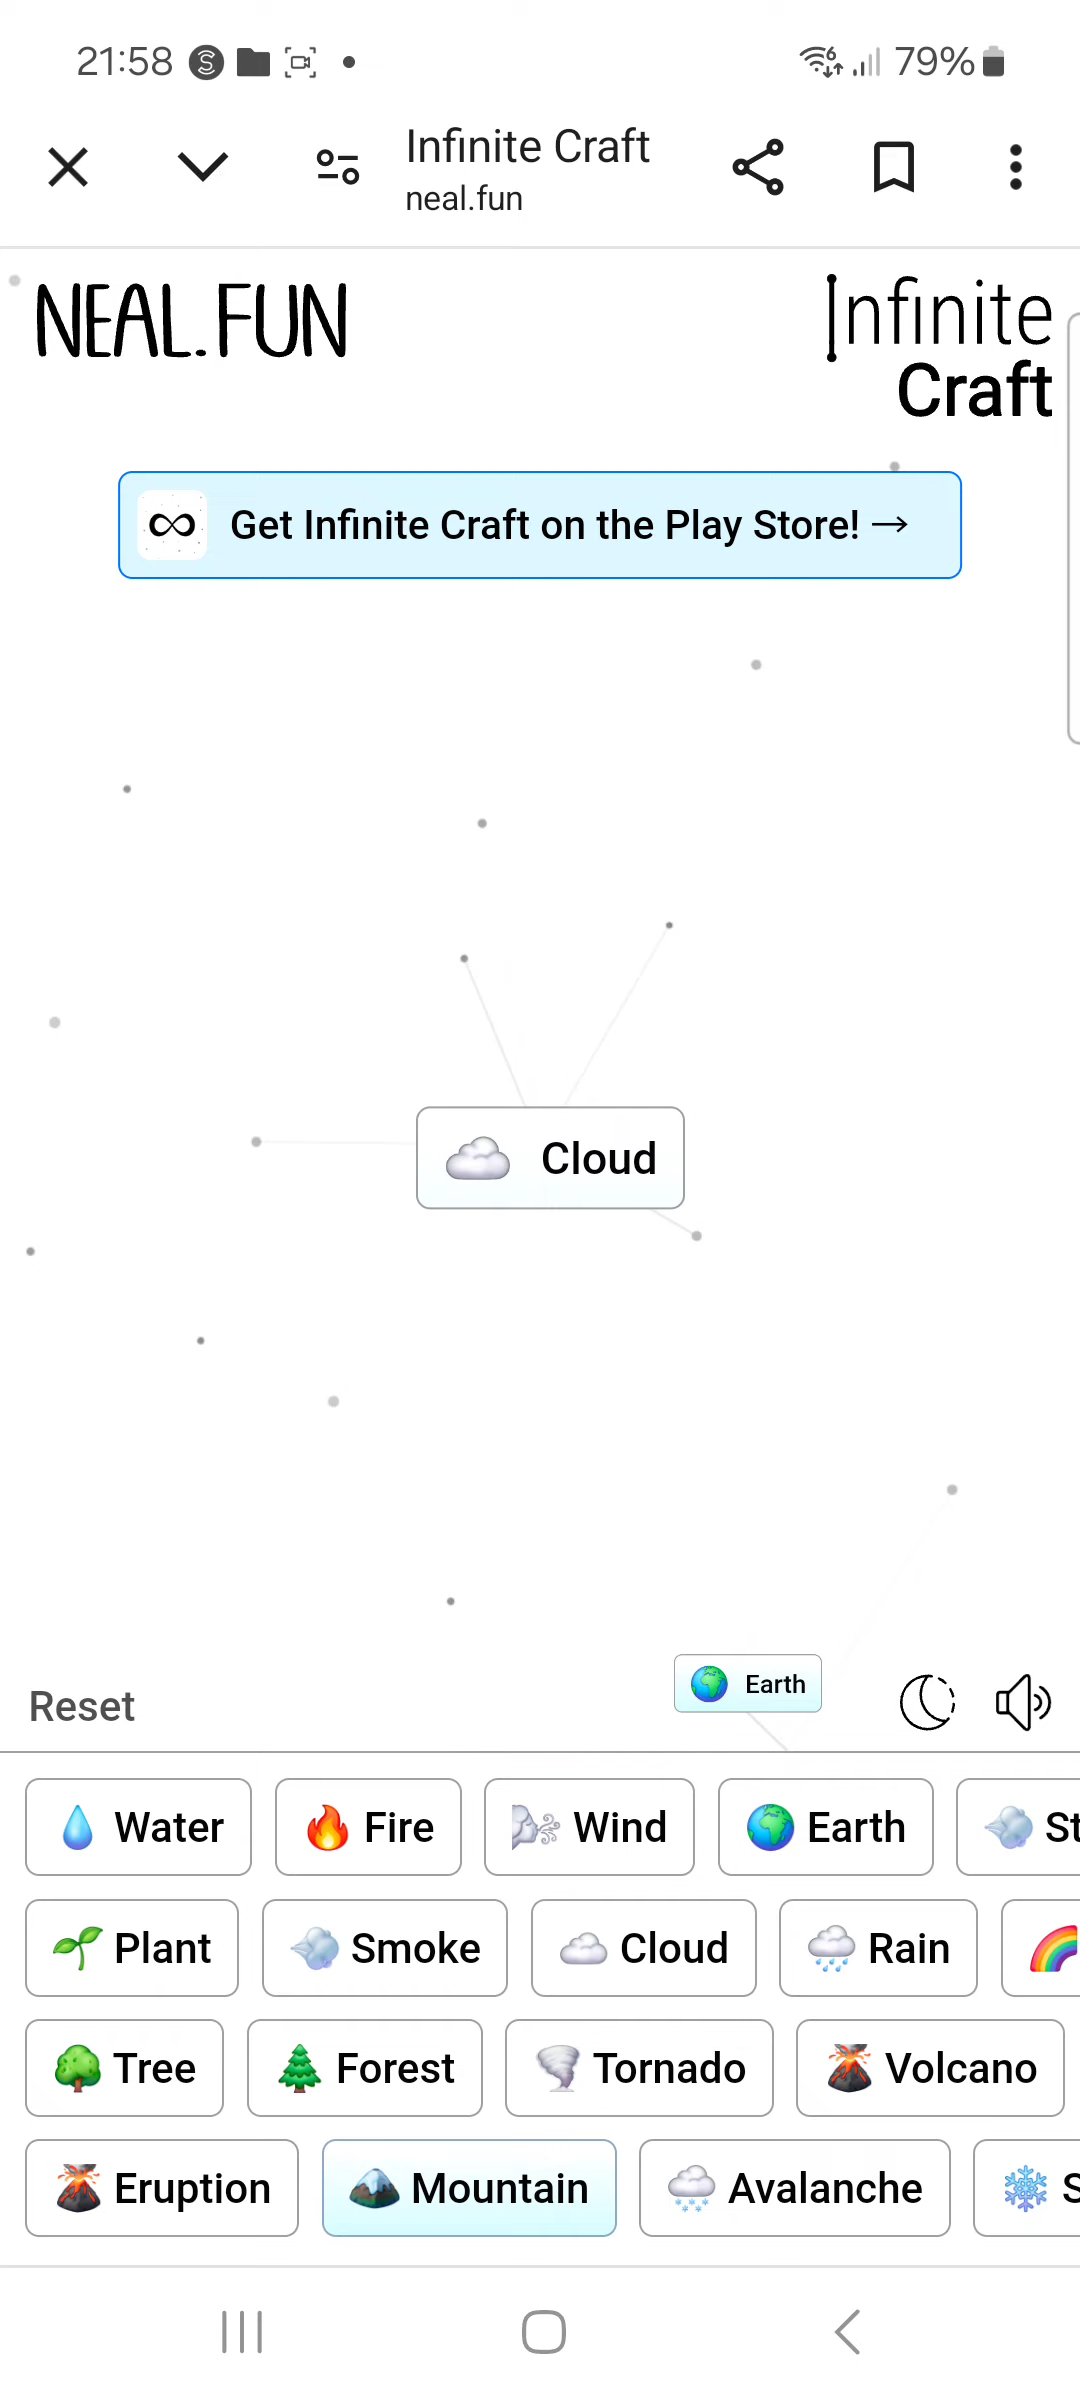 21:58
79%
Infinite Craft
neal.fun
NEAL.FUN
Infinite
Craft
Get Infinite Craft on the Play Store! →
Cloud
Earth
Reset
Water Fire Wind Earth St
Plant Smoke Cloud Rain
Tree Forest Tornado Volcano
Eruption Mountain Avalanche S